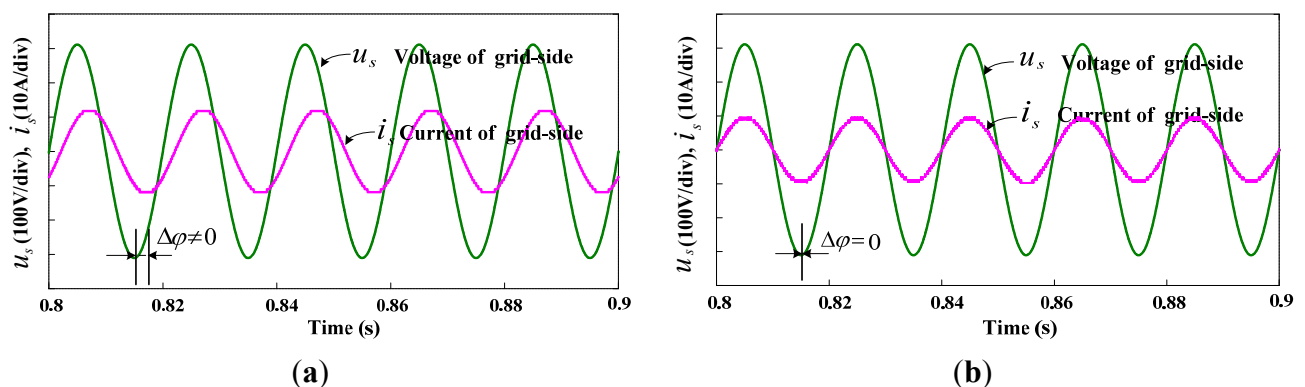 u_s (100V/div), i_s (10A/div)
u_s Voltage of grid-side
i_s Current of grid-side
Δφ≠0
0.8 0.82 0.84 0.86 0.88 0.9
Time (s)
(a)
u_s (100V/div), i_s (10A/div)
u_s Voltage of grid-side
i_s Current of grid-side
Δφ=0
0.8 0.82 0.84 0.86 0.88 0.9
Time (s)
(b)